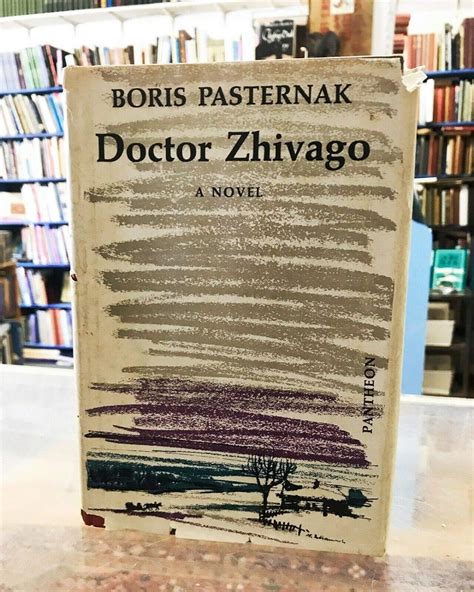 BORIS PASTERNAK
Doctor Zhivago
A NOVEL
PANTHEON